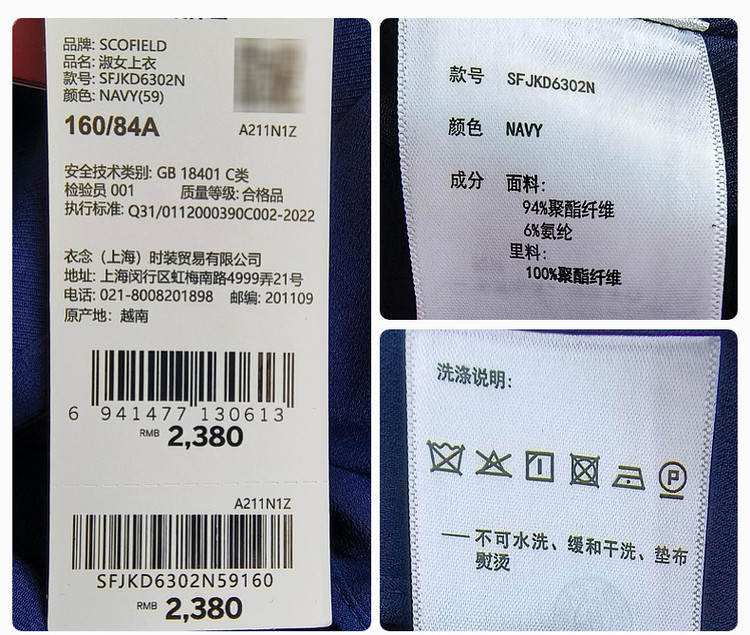 品牌: SCOFIELD
品名: 淑女上衣
款号: SFJKD6302N
颜色: NAVY(59)
160/84A
A211N1Z
安全技术类别: GB 18401 C类
检验员 001 质量等级: 合格品
执行标准: Q31/0112000390C002-2022
衣念（上海）时装贸易有限公司
地址: 上海闵行区虹梅南路4999弄21号
电话: 021-8008201898 邮编: 201109
原产地: 越南
6 941477 130613
RMB 2,380
A211N1Z
SFJKD6302N59160
RMB 2,380
款号 SFJKD6302N
颜色 NAVY
成分 面料:
94%聚酯纤维
6%氨纶
里料:
100%聚酯纤维
洗涤说明:
P
—— 不可水洗、缓和干洗、垫布
熨烫